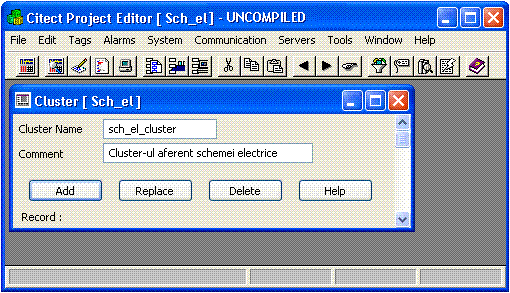 Citect Project Editor [ Sch_el ] - UNCOMPILED
File Edit Tags Alarms System Communication Servers Tools Window Help
Cluster [ Sch_el ]
Cluster Name sch_el_cluster
Comment Cluster-ul aferent schemei electrice
Add Replace Delete Help
Record :